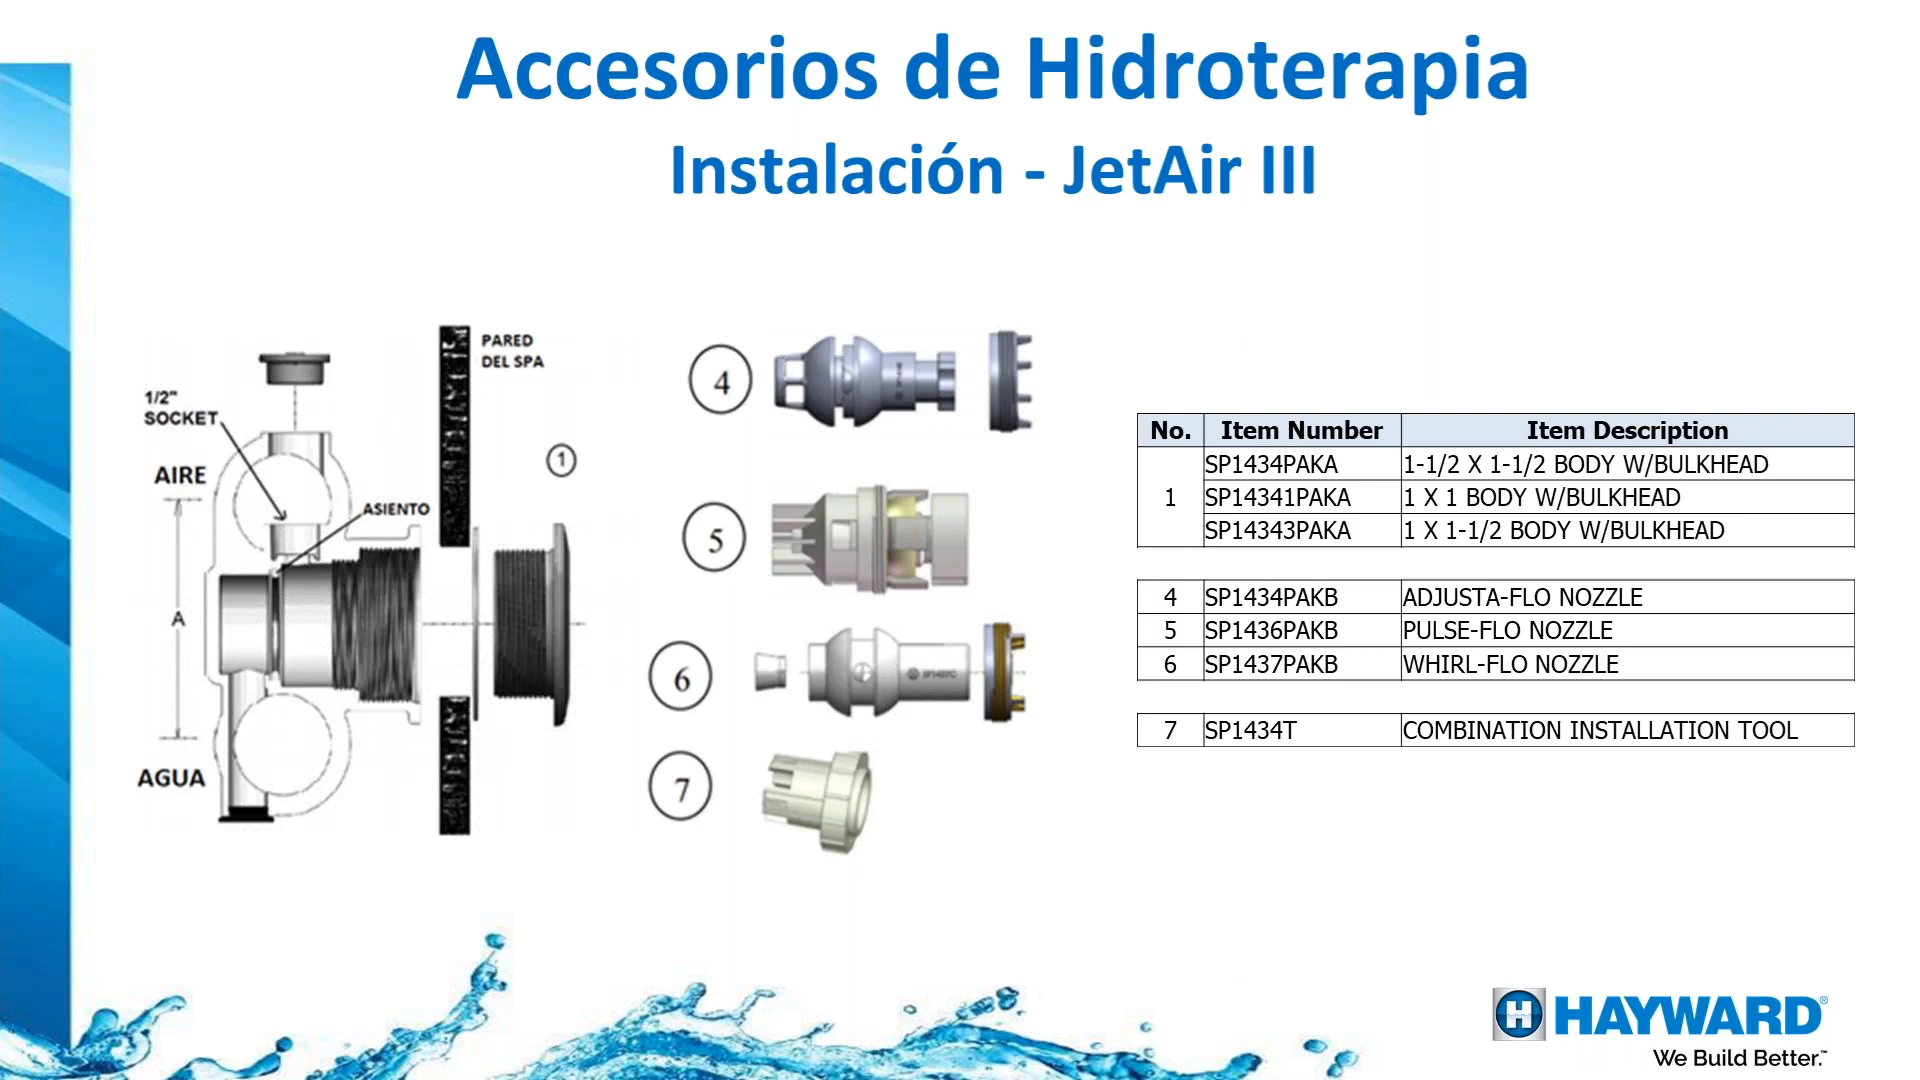 Accesorios de Hidroterapia
Instalación - JetAir III
PARED
DEL SPA
1/2"
SOCKET
AIRE
ASIENTO
A
AGUA
1
4
5
6
7
No. Item Number Item Description
1
SP1434PAKA 1-1/2 X 1-1/2 BODY W/BULKHEAD
SP14341PAKA 1 X 1 BODY W/BULKHEAD
SP14343PAKA 1 X 1-1/2 BODY W/BULKHEAD
4 SP1434PAKB ADJUSTA-FLO NOZZLE
5 SP1436PAKB PULSE-FLO NOZZLE
6 SP1437PAKB WHIRL-FLO NOZZLE
7 SP1434T COMBINATION INSTALLATION TOOL
H HAYWARD®
We Build Better.™